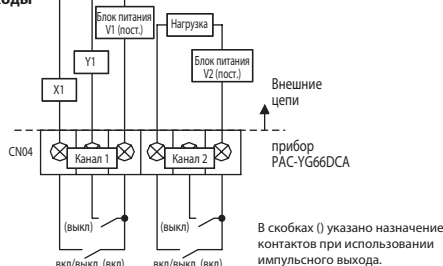 ходы
Блок питания
V1 (пост.)
Нагрузка
Y1
Блок питания
V2 (пост.)
X1
Внешние
цепи
CN04
Канал 1
Канал 2
прибор
PAC-YG66DCA
(выкл)
(выкл)
В скобках () указано назначение
контактов при использовании
импульсного выхода.
вкл/выкл (вкл)
вкл/выкл (вкл)